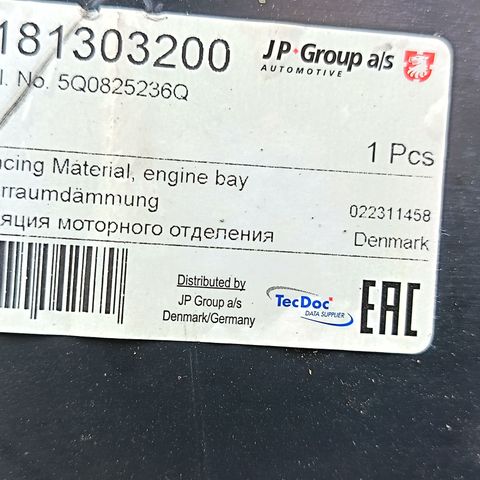 181303200
JP Group a/s
AUTOMOTIVE
l. No. 5Q0825236Q
1 Pcs
Material, engine bay
rraumdämmung
022311458
яция моторного отделения
Denmark
Distributed by
JP Group a/s
Denmark/Germany
TecDoc
DATA SUPPLIER
EAC